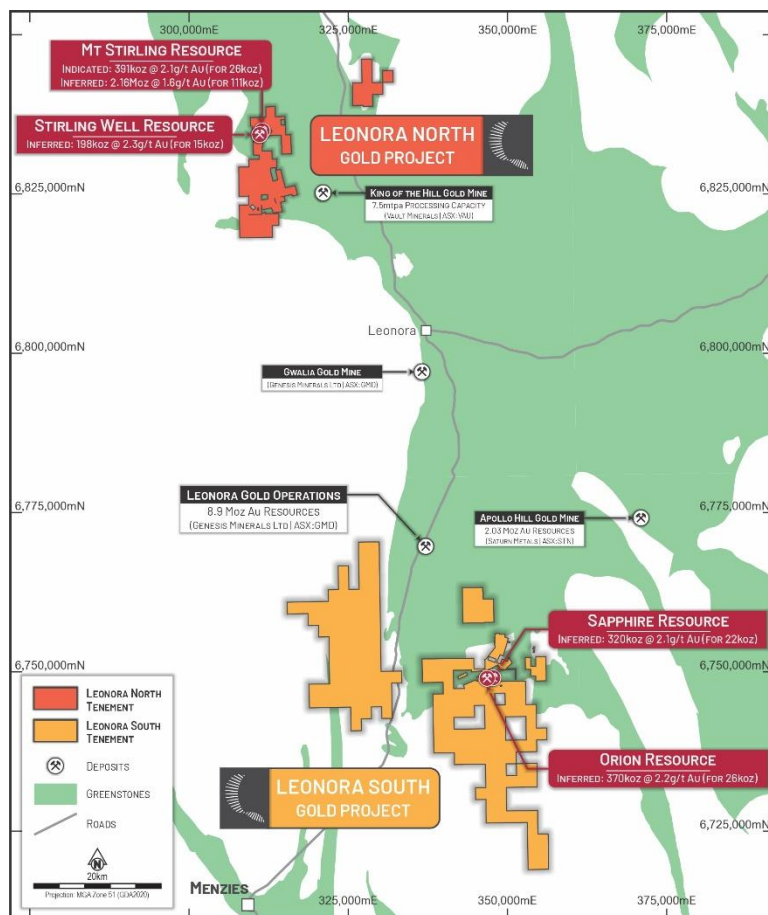 300,000mE
325,000mE
350,000mE
375,000mE
Mt Stirling Resource
Indicated: 391koz @ 2.1g/t Au (for 26koz)
Inferred: 2.16Moz @ 1.6g/t Au (for 111koz)
Stirling Well Resource
Inferred: 198koz @ 2.3g/t Au (for 15koz)
Leonora North
Gold Project
6,825,000mN
6,825,000mN
King of the Hill Gold Mine
7.5mtpa Processing Capacity
(Vault Minerals | ASX:VAU)
Leonora
6,800,000mN
6,800,000mN
Gwalia Gold Mine
(Genesis Minerals Ltd | ASX:GMD)
6,775,000mN
6,775,000mN
Leonora Gold Operations
8.9 Moz Au Resources
(Genesis Minerals Ltd | ASX:GMD)
Apollo Hill Gold Mine
2.03 Moz Au Resources
(Saturn Metals | ASX:STN)
Sapphire Resource
Inferred: 320koz @ 2.1g/t Au (for 22koz)
6,750,000mN
6,750,000mN
Orion Resource
Inferred: 370koz @ 2.2g/t Au (for 26koz)
Leonora South
Gold Project
6,725,000mN
Leonora North
Tenement
Leonora South
Tenement
Deposits
Greenstones
Roads
N
20km
Projection: MGA Zone 51 (GDA2020)
Menzies
325,000mE
350,000mE
375,000mE